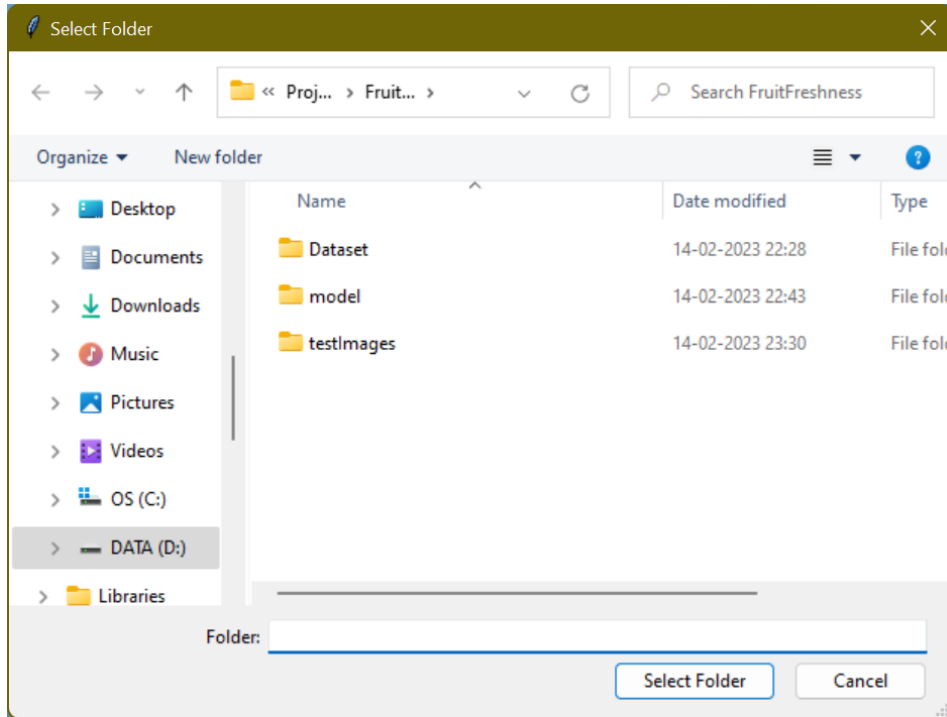 Select Folder
« Proj... › Fruit... › Search FruitFreshness
Organize New folder
Name Date modified Type
Desktop
Dataset 14-02-2023 22:28 File fol
Documents
model 14-02-2023 22:43 File fol
Downloads
testImages 14-02-2023 23:30 File fol
Music
Pictures
Videos
OS (C:)
DATA (D:)
Libraries
Folder:
Select Folder Cancel